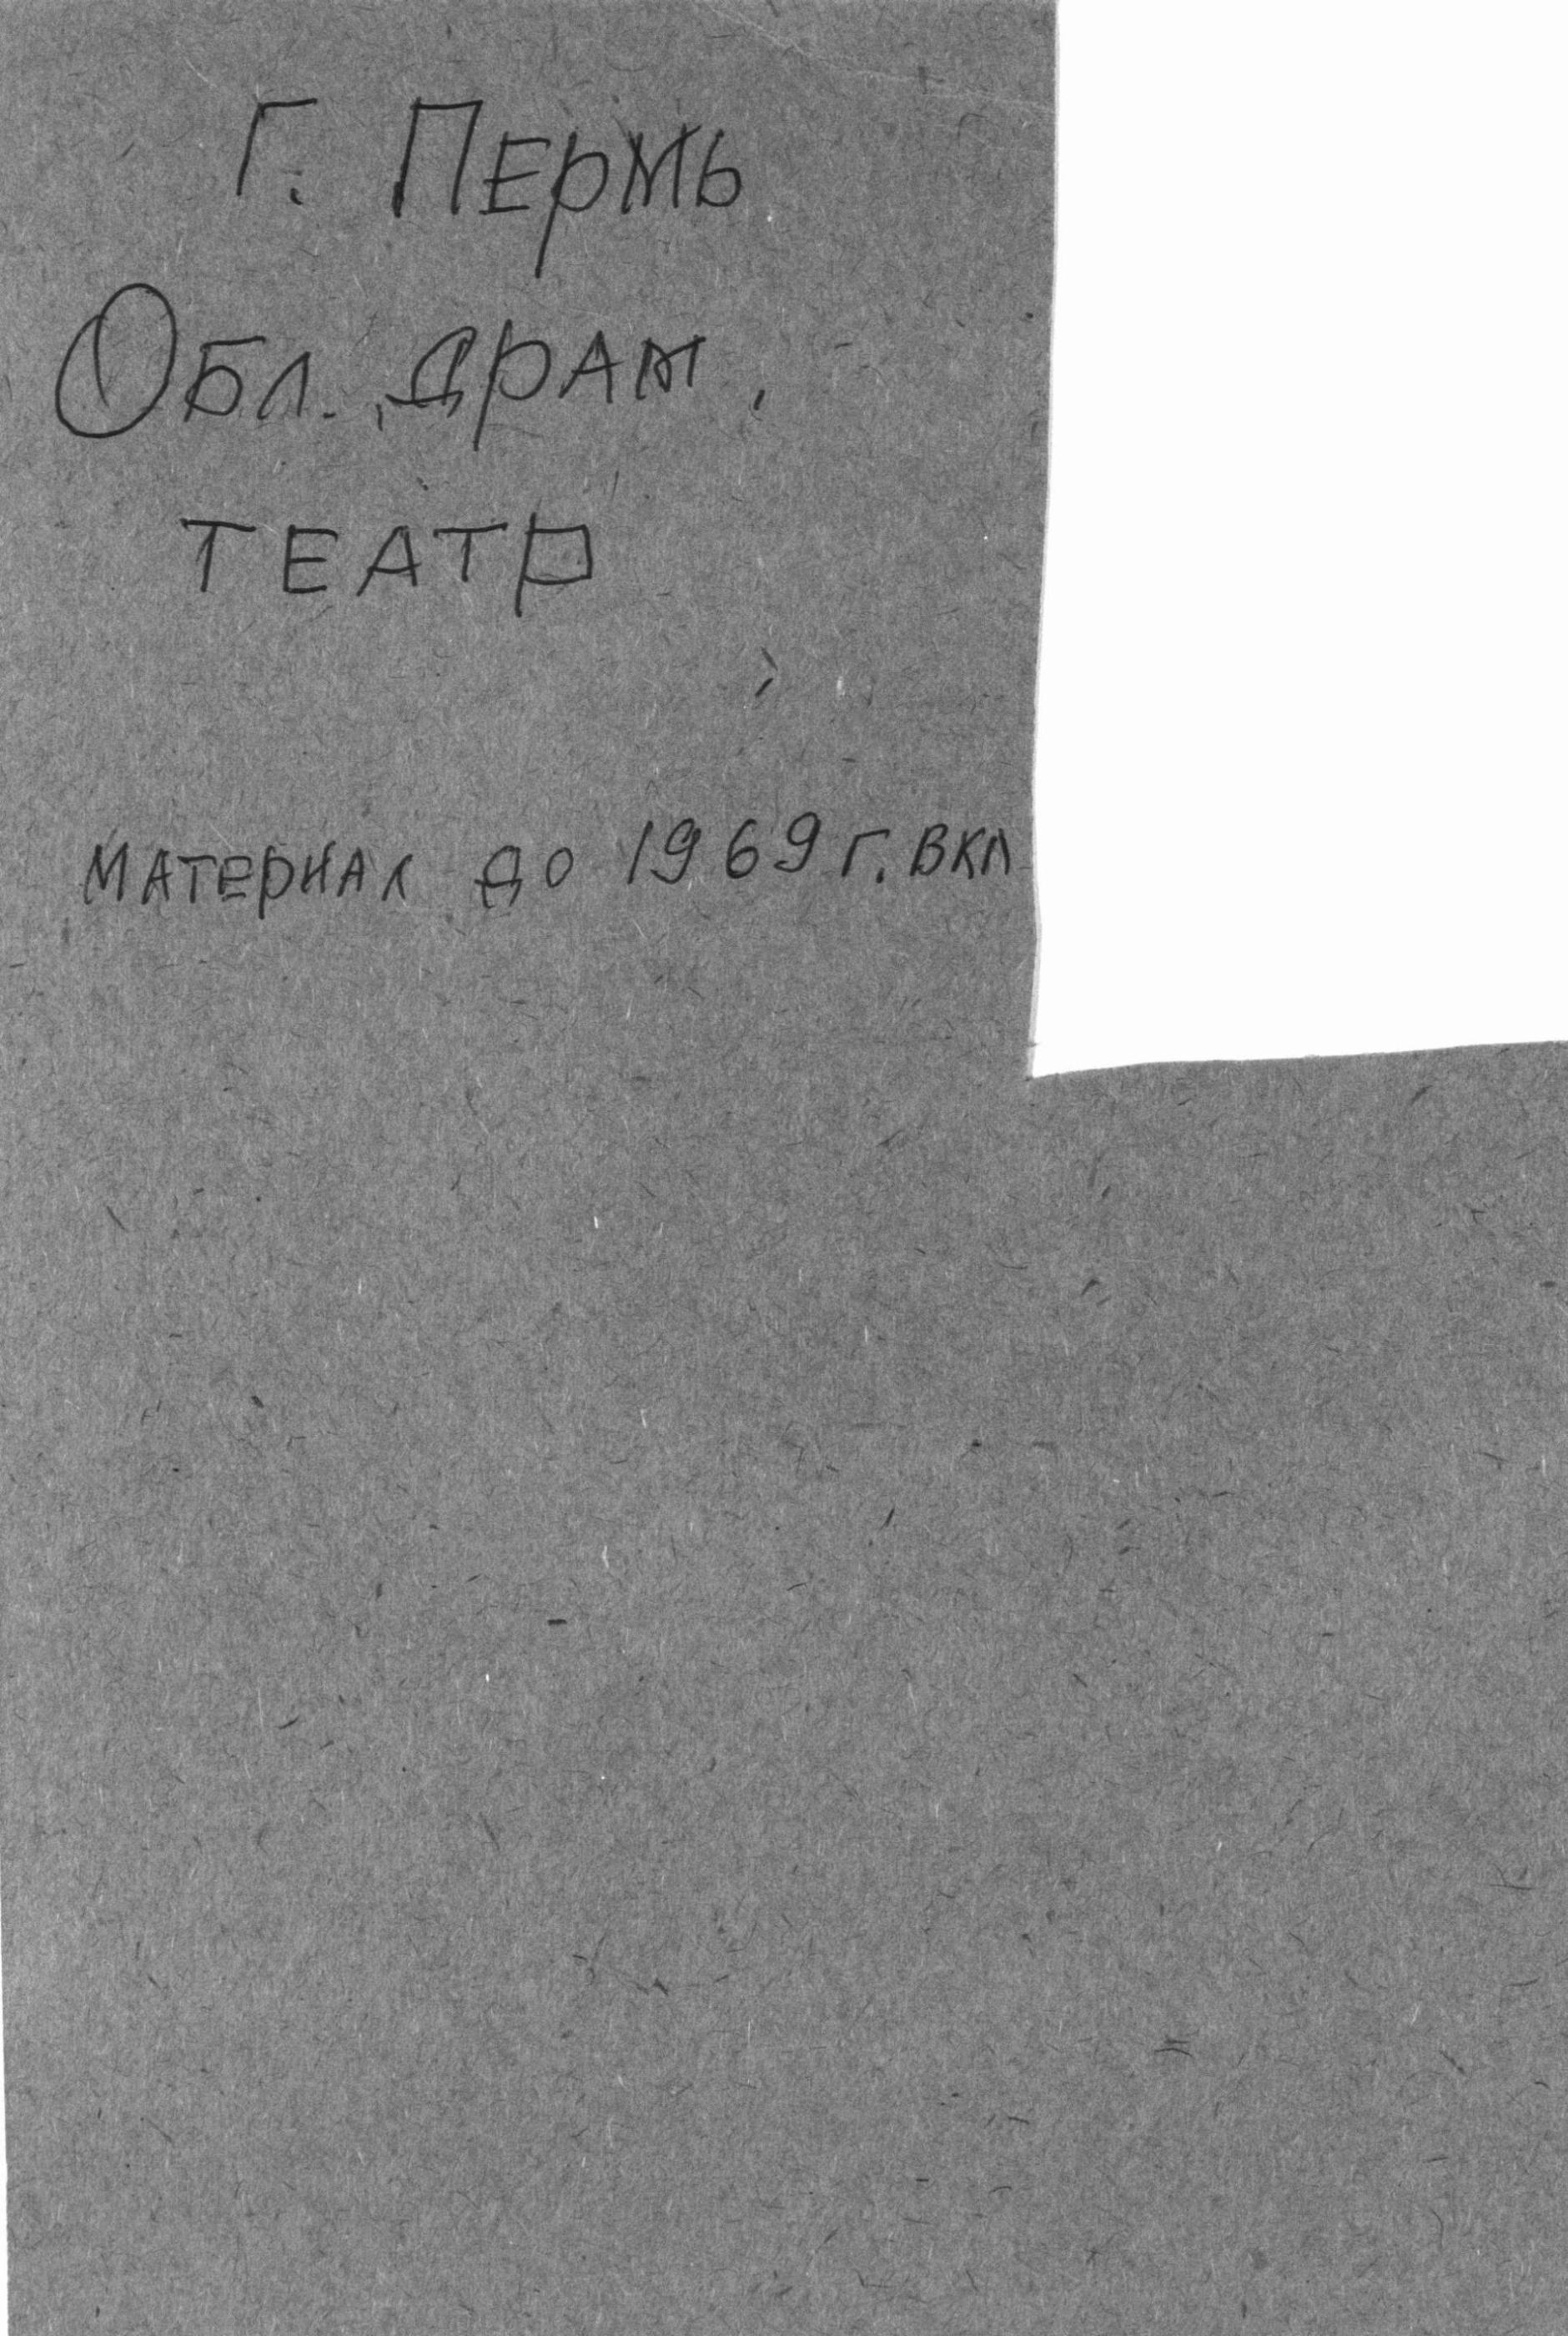 г. Пермь
Обл. драм.
театр
материал до 1969 г. вкл